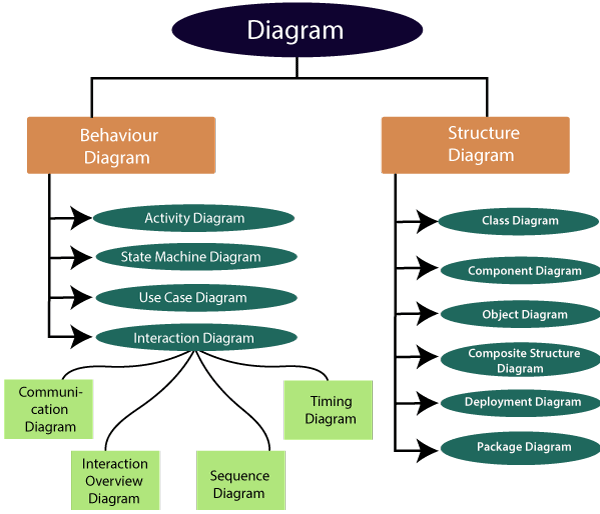 Diagram
Behaviour
Diagram
Structure
Diagram
Activity Diagram
State Machine Diagram
Use Case Diagram
Interaction Diagram
Communi-
cation
Diagram
Interaction
Overview
Diagram
Sequence
Diagram
Timing
Diagram
Class Diagram
Component Diagram
Object Diagram
Composite Structure
Diagram
Deployment Diagram
Package Diagram